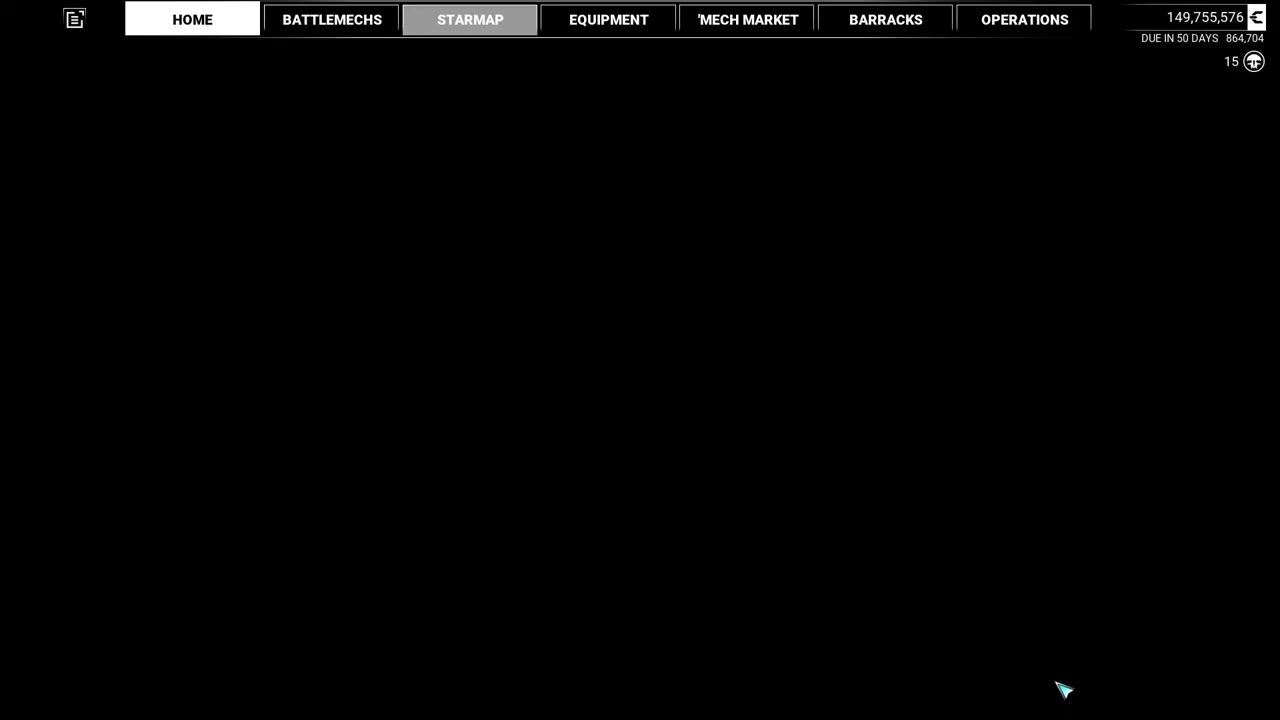 HOME
BATTLEMECHS
STARMAP
EQUIPMENT
'MECH MARKET
BARRACKS
OPERATIONS
149,755,576
DUE IN 50 DAYS 864,704
15